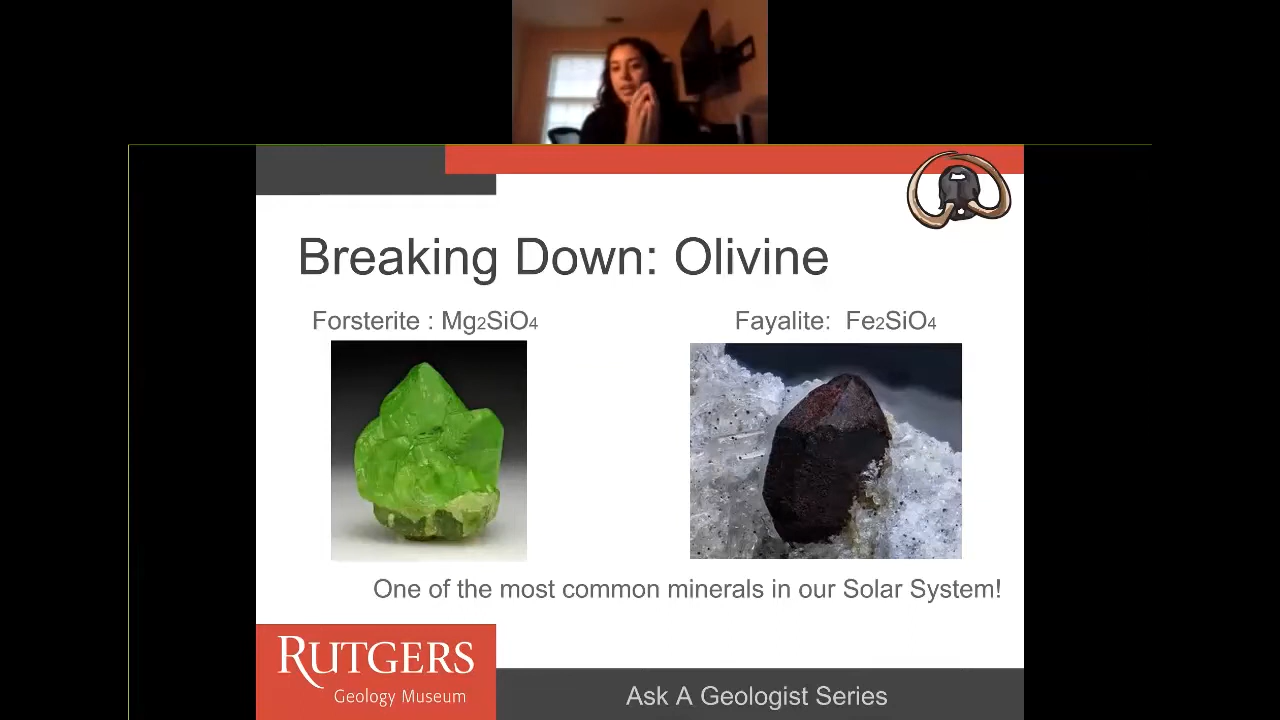 Breaking Down: Olivine
Forsterite : Mg₂SiO₄
Fayalite:  Fe₂SiO₄
One of the most common minerals in our Solar System!
RUTGERS
Geology Museum
Ask A Geologist Series